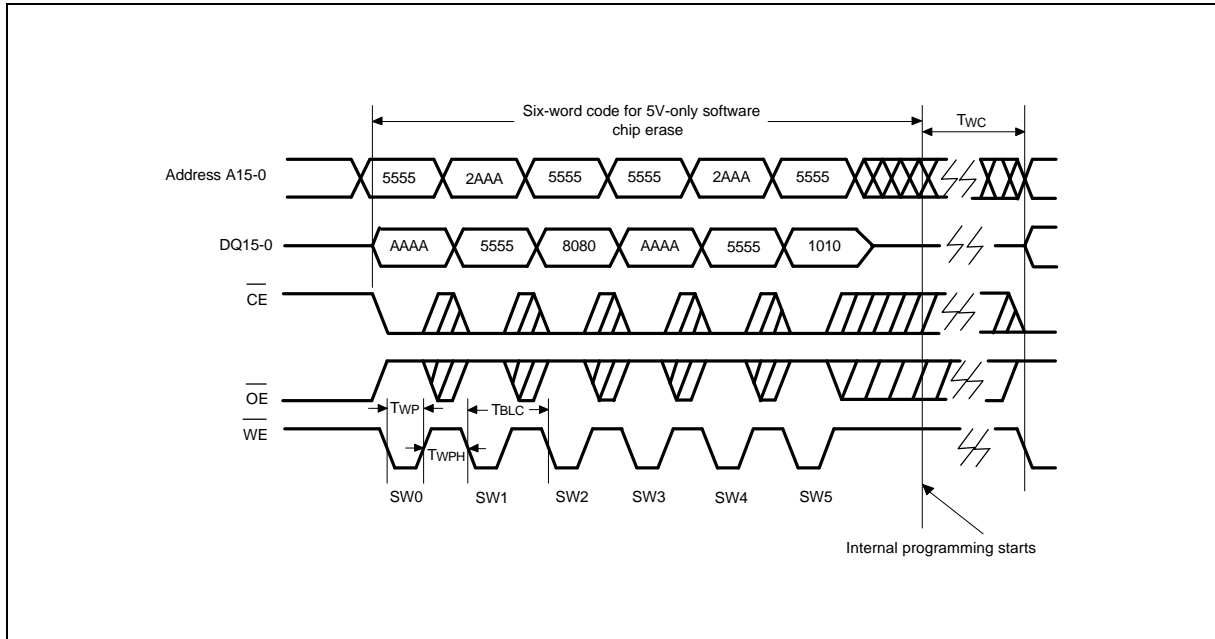 Six-word code for 5V-only software
chip erase
TWC
Address A15-0
5555
2AAA
5555
5555
2AAA
5555
DQ15-0
AAAA
5555
8080
AAAA
5555
1010
CE
OE
TWP
TBLC
WE
TWPH
SW0
SW1
SW2
SW3
SW4
SW5
Internal programming starts